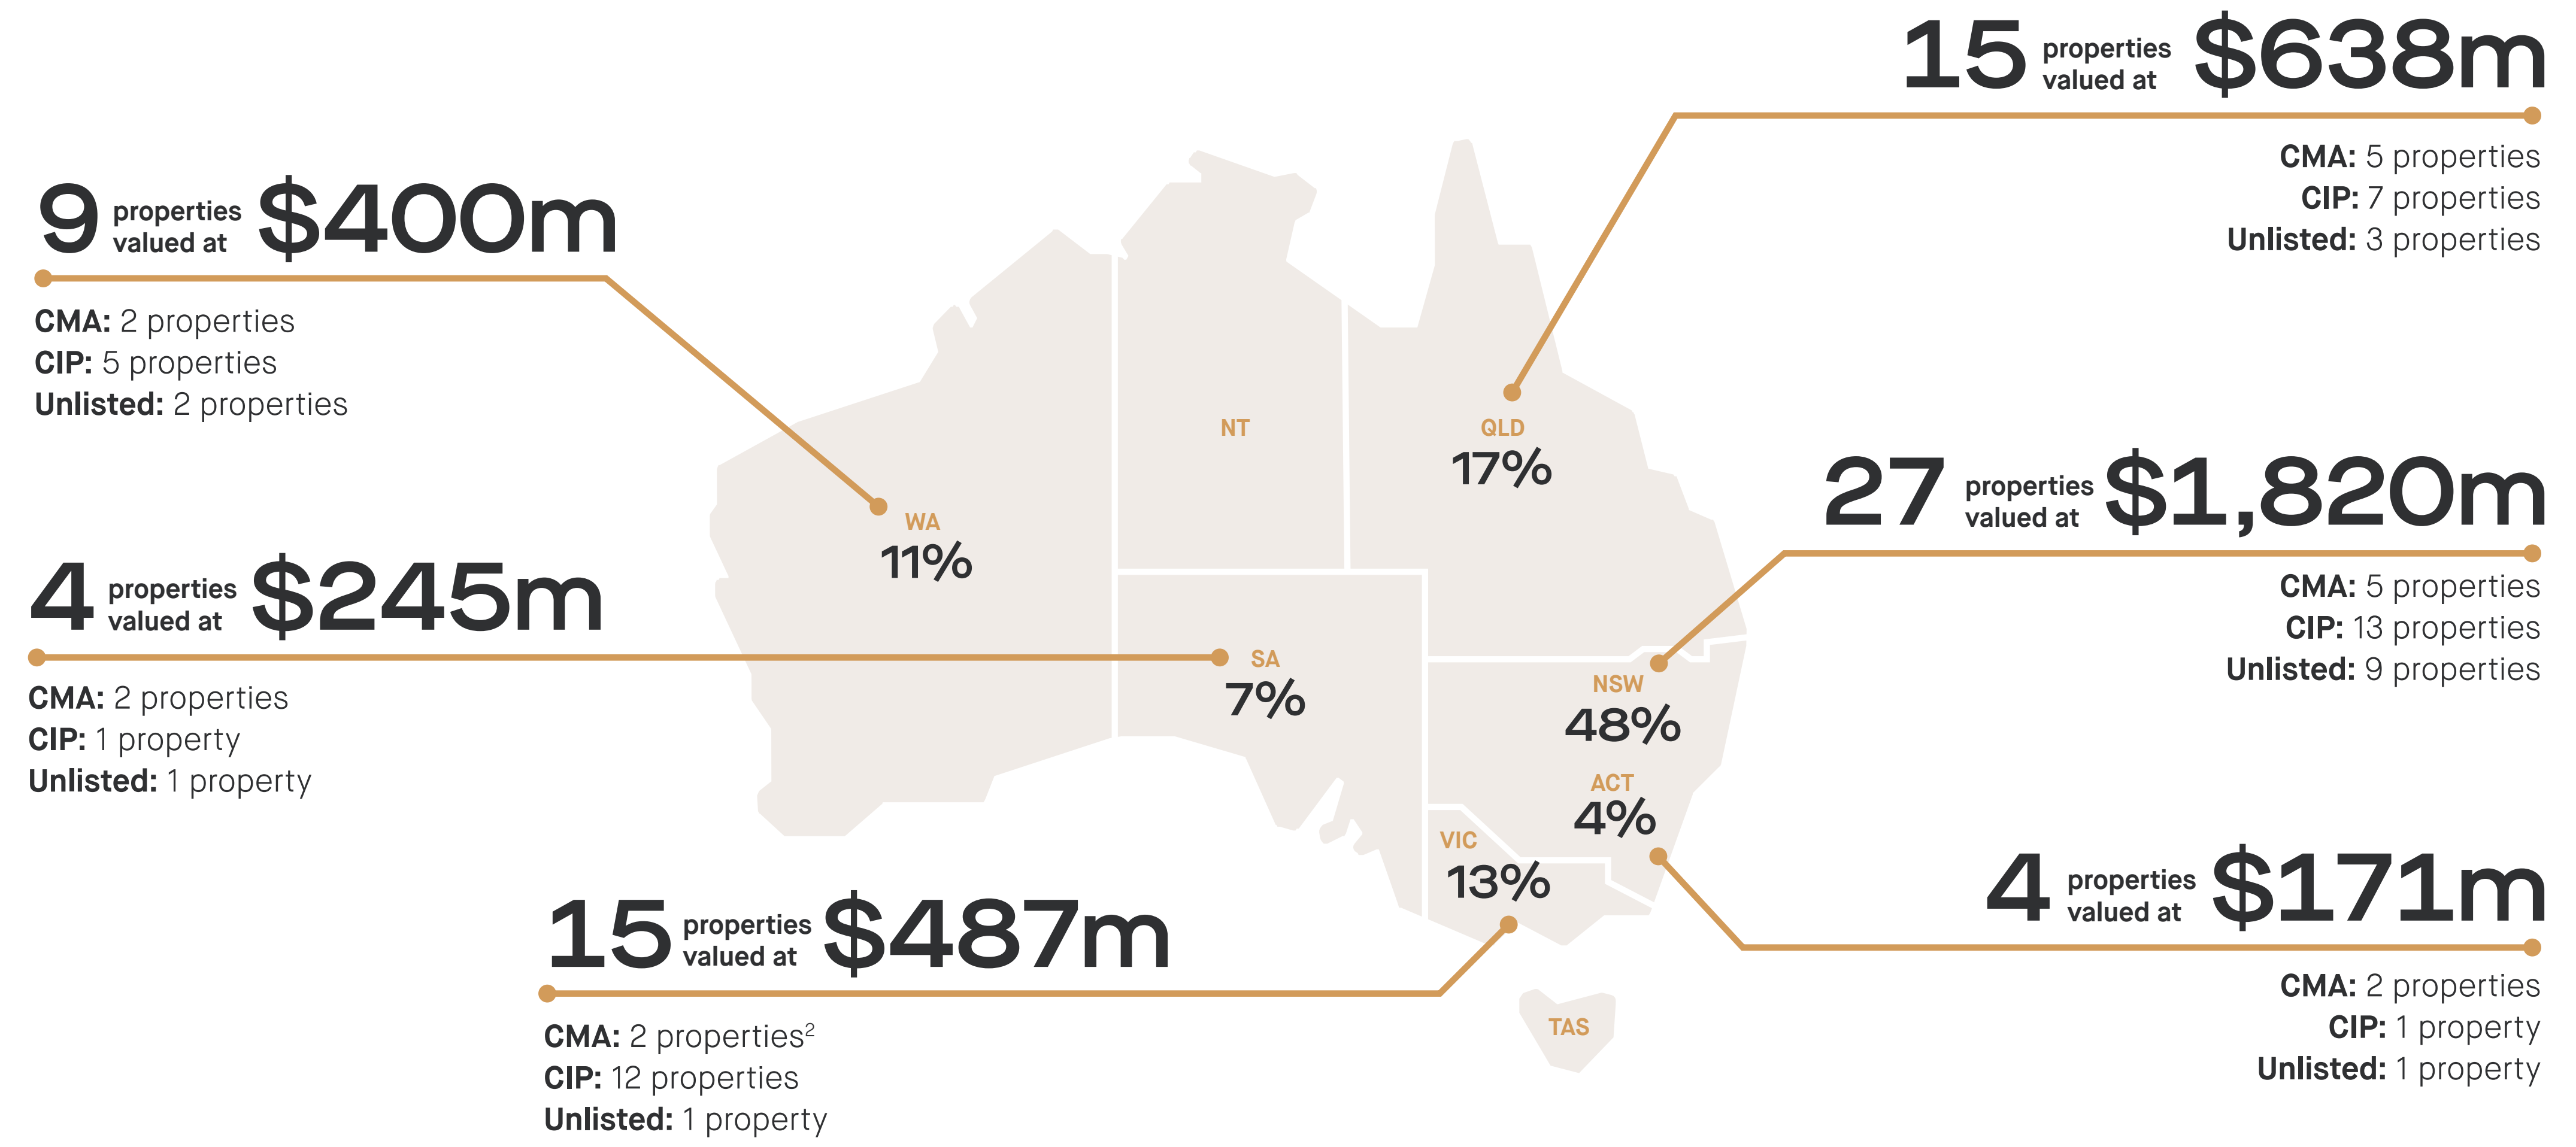 15 properties valued at $638m
CMA: 5 properties
CIP: 7 properties
Unlisted: 3 properties
9 properties valued at $400m
CMA: 2 properties
CIP: 5 properties
Unlisted: 2 properties
NT
QLD
17%
WA
11%
27 properties valued at $1,820m
CMA: 5 properties
CIP: 13 properties
Unlisted: 9 properties
4 properties valued at $245m
CMA: 2 properties
CIP: 1 property
Unlisted: 1 property
SA
7%
NSW
48%
ACT
4%
VIC
13%
4 properties valued at $171m
CMA: 2 properties
CIP: 1 property
Unlisted: 1 property
15 properties valued at $487m
CMA: 2 properties²
CIP: 12 properties
Unlisted: 1 property
TAS